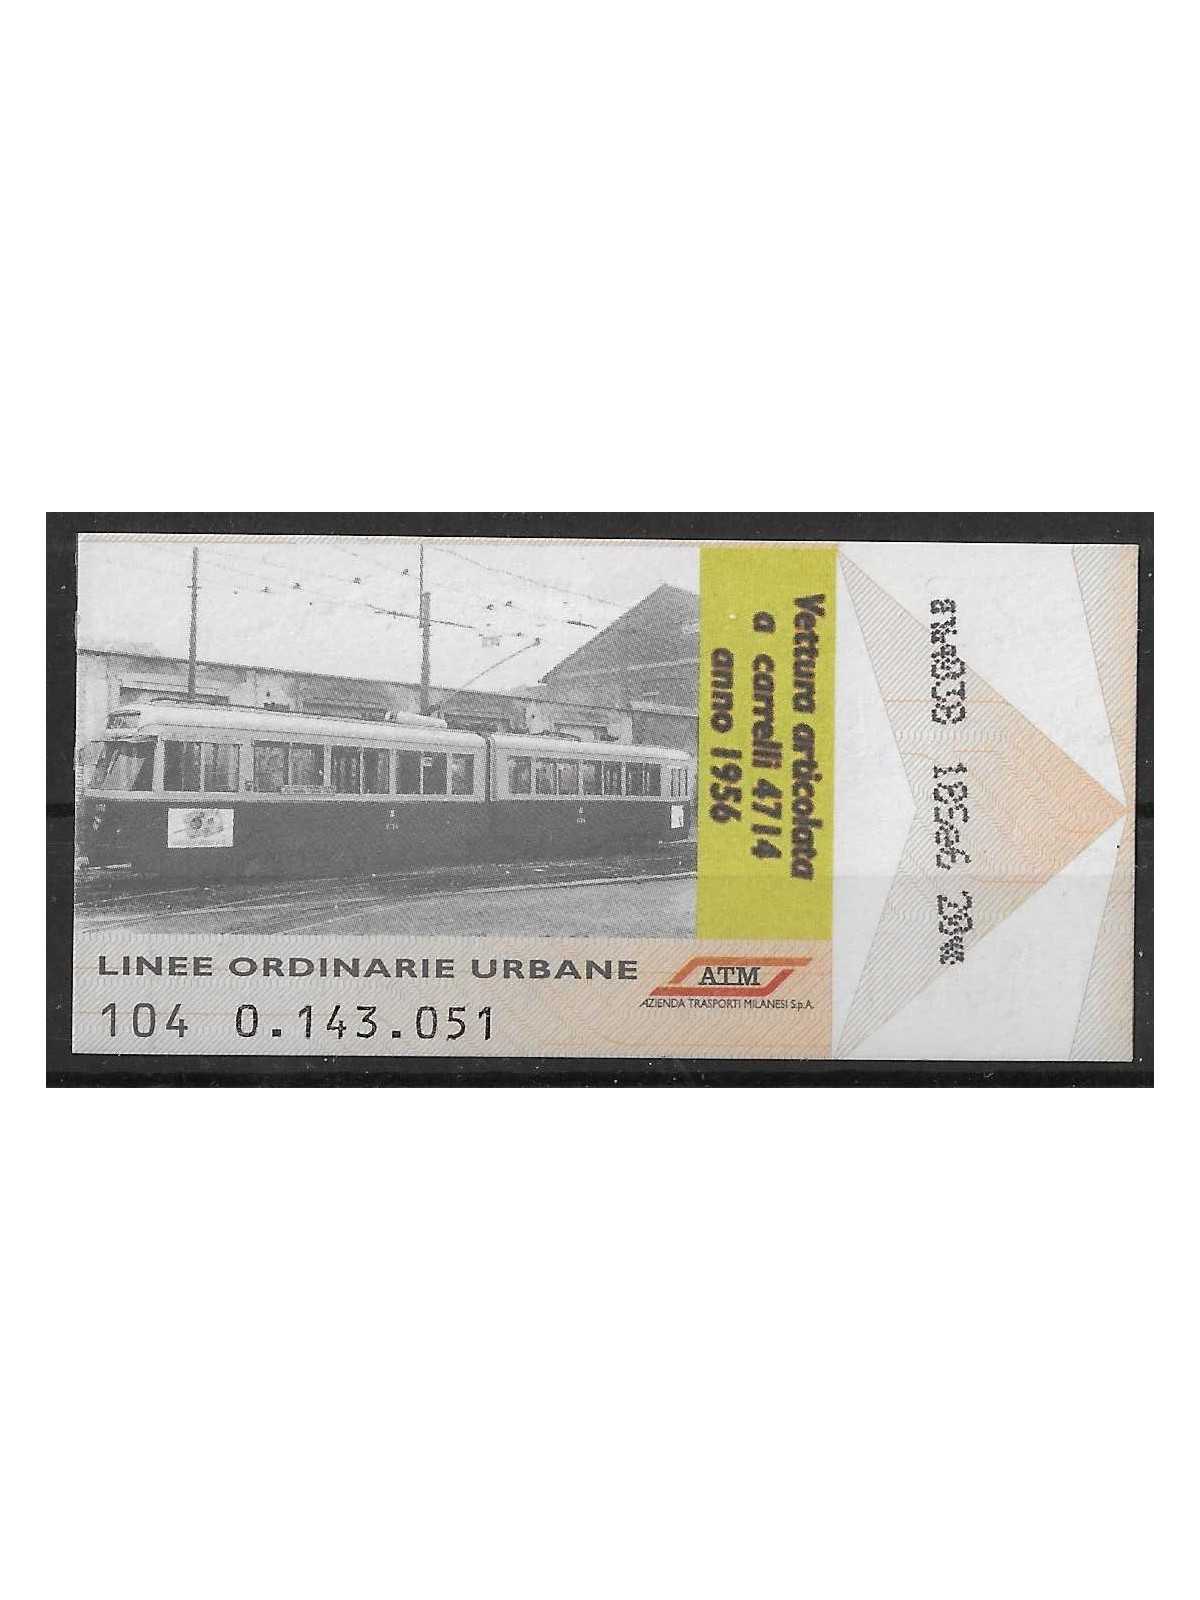 Vettura articolata
a carrelli 4714
anno 1956
LINEE ORDINARIE URBANE
ATM
AZIENDA TRASPORTI MILANESI S.p.A.
104 0.143.051